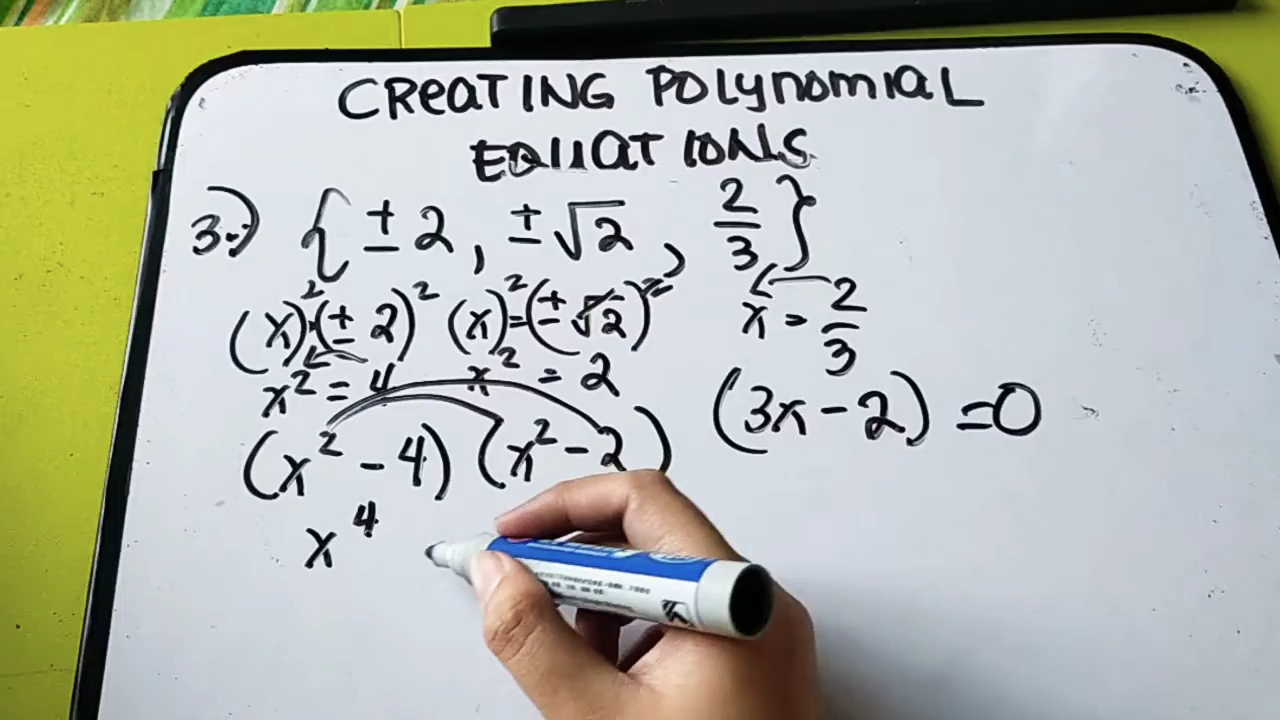 CREATING POLYNOMIAL
EQUATIONS
3.) { ± 2 , ± √2 , 2/3 }
(x)² = (± 2)² (x)² = (± √2)² x = 2/3
x² = 4 x² = 2
(x² - 4) (x² - 2) (3x - 2) = 0
x⁴